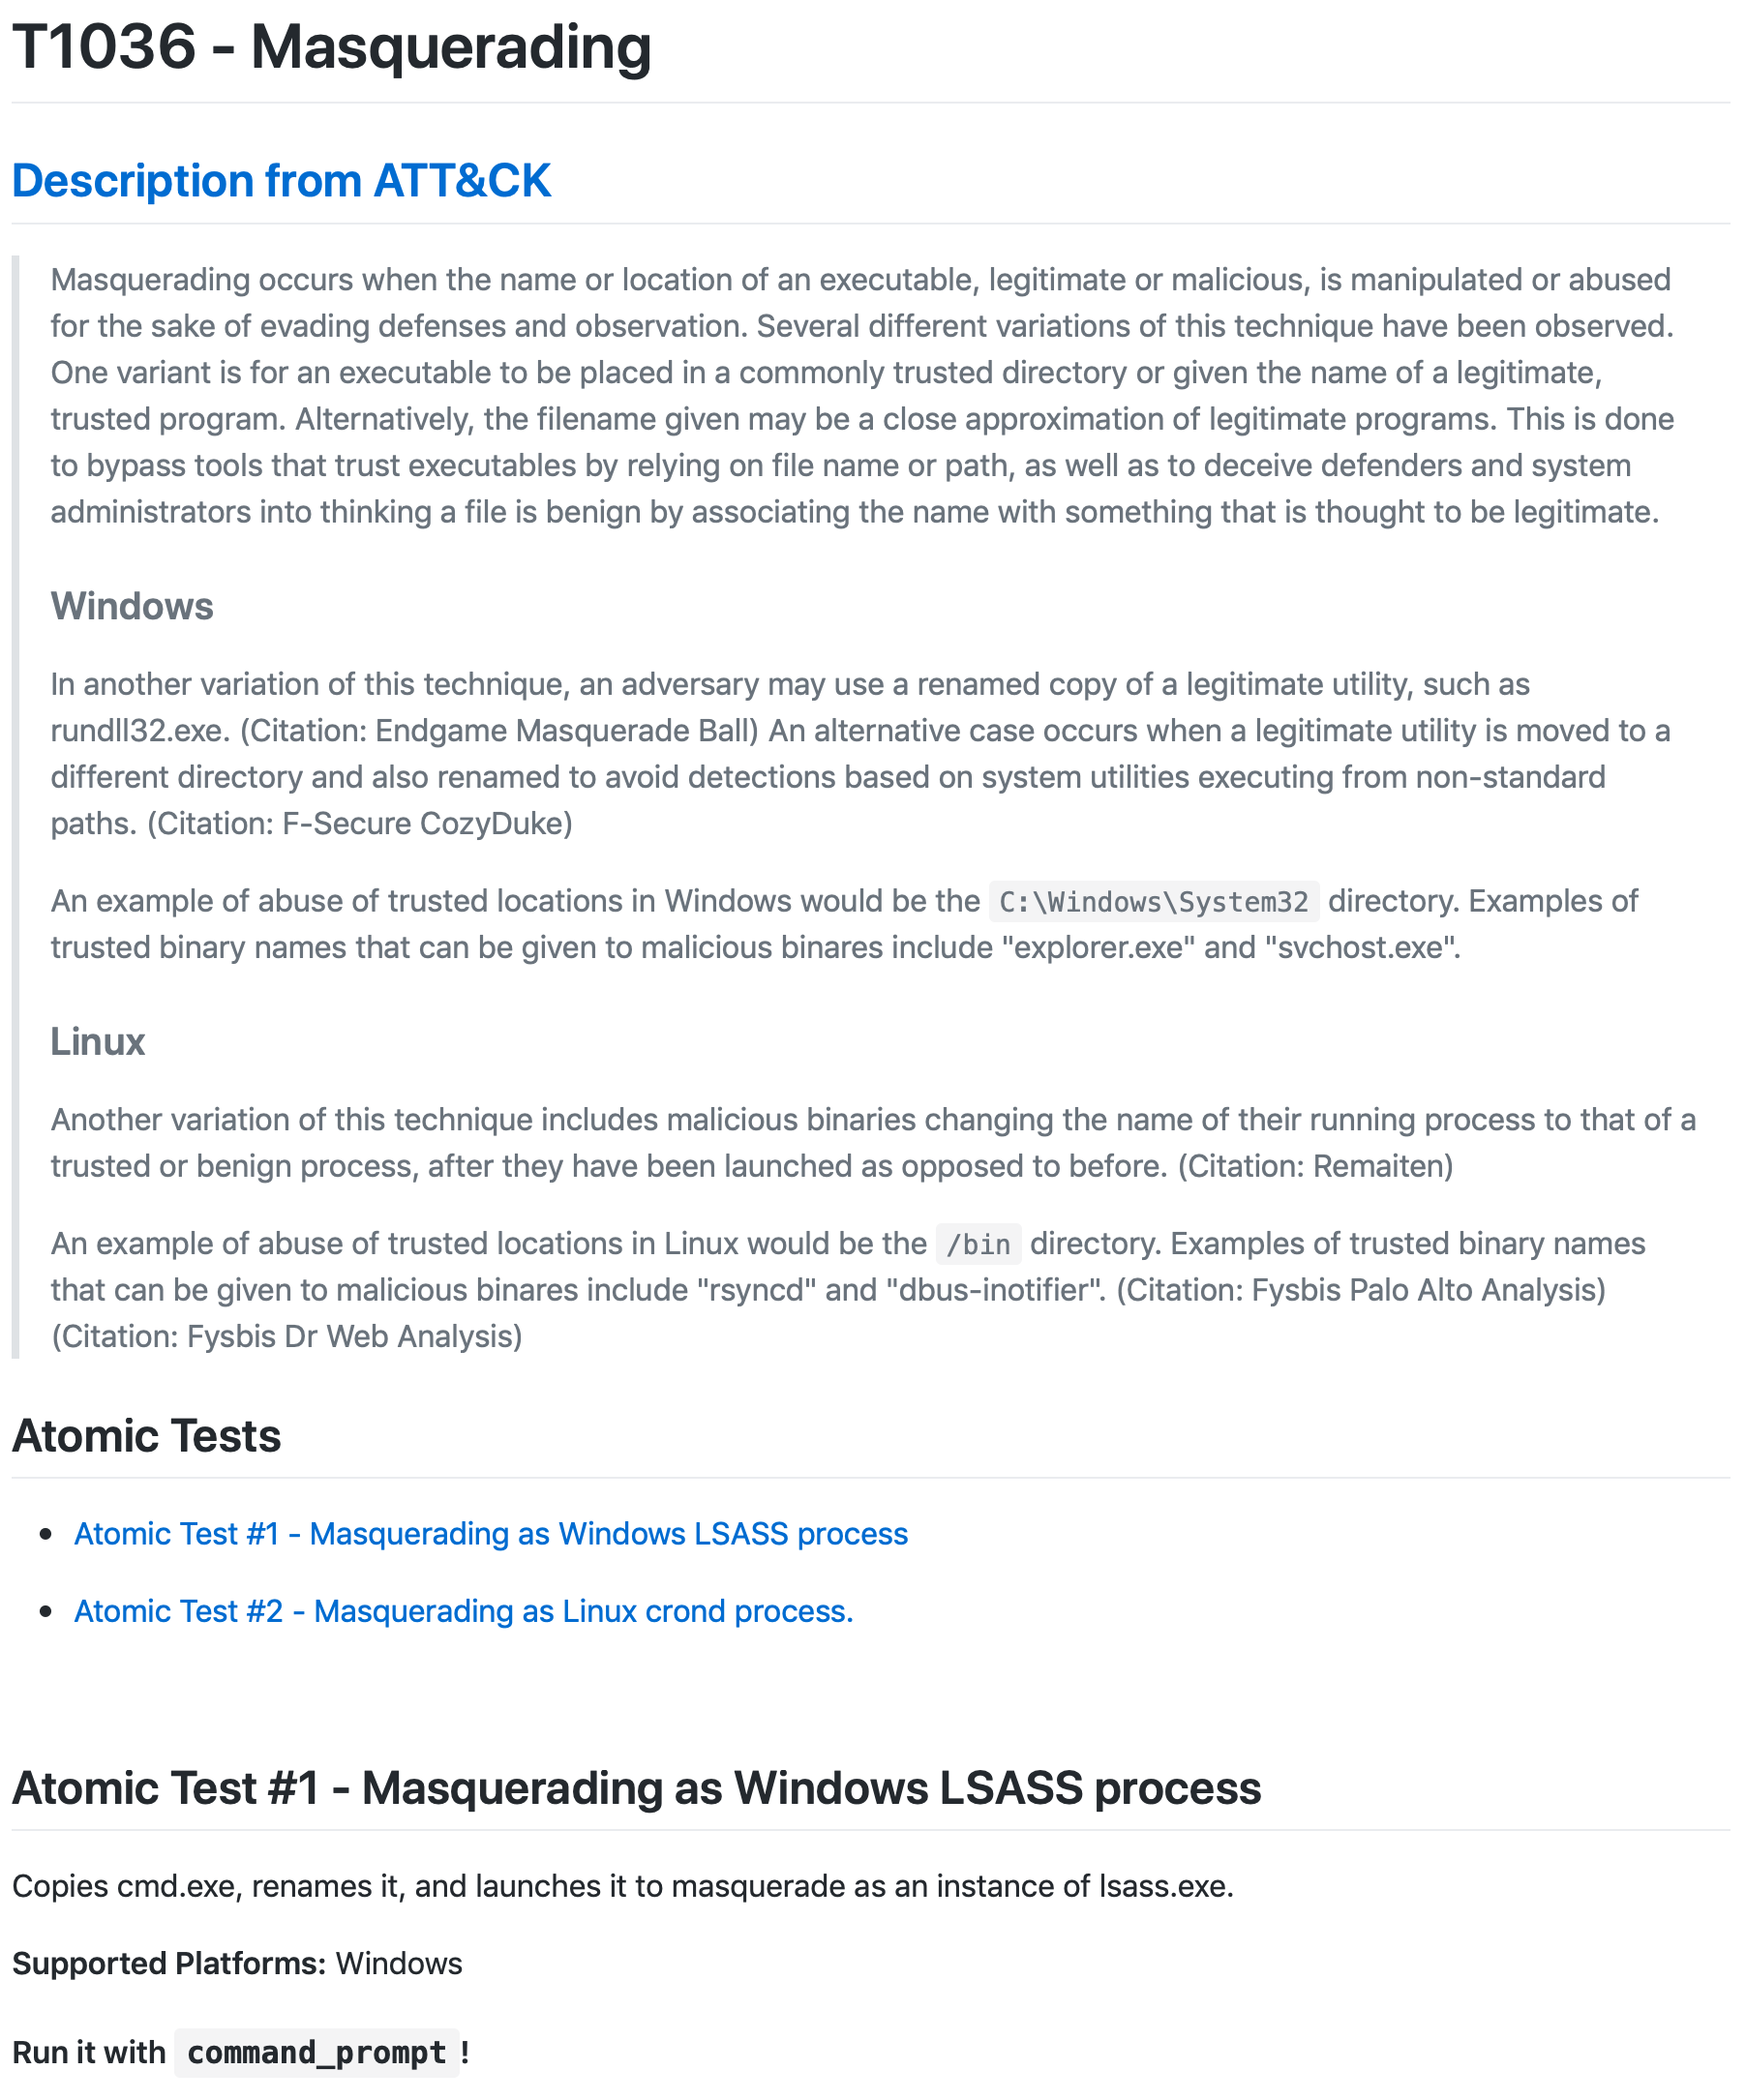 T1036 - Masquerading
Description from ATT&CK
Masquerading occurs when the name or location of an executable, legitimate or malicious, is manipulated or abused
for the sake of evading defenses and observation. Several different variations of this technique have been observed.
One variant is for an executable to be placed in a commonly trusted directory or given the name of a legitimate,
trusted program. Alternatively, the filename given may be a close approximation of legitimate programs. This is done
to bypass tools that trust executables by relying on file name or path, as well as to deceive defenders and system
administrators into thinking a file is benign by associating the name with something that is thought to be legitimate.
Windows
In another variation of this technique, an adversary may use a renamed copy of a legitimate utility, such as
rundll32.exe. (Citation: Endgame Masquerade Ball) An alternative case occurs when a legitimate utility is moved to a
different directory and also renamed to avoid detections based on system utilities executing from non-standard
paths. (Citation: F-Secure CozyDuke)
An example of abuse of trusted locations in Windows would be the C:\Windows\System32 directory. Examples of
trusted binary names that can be given to malicious binares include "explorer.exe" and "svchost.exe".
Linux
Another variation of this technique includes malicious binaries changing the name of their running process to that of a
trusted or benign process, after they have been launched as opposed to before. (Citation: Remaiten)
An example of abuse of trusted locations in Linux would be the /bin directory. Examples of trusted binary names
that can be given to malicious binares include "rsyncd" and "dbus-inotifier". (Citation: Fysbis Palo Alto Analysis)
(Citation: Fysbis Dr Web Analysis)
Atomic Tests
• Atomic Test #1 - Masquerading as Windows LSASS process
• Atomic Test #2 - Masquerading as Linux crond process.
Atomic Test #1 - Masquerading as Windows LSASS process
Copies cmd.exe, renames it, and launches it to masquerade as an instance of lsass.exe.
Supported Platforms: Windows
Run it with command_prompt!